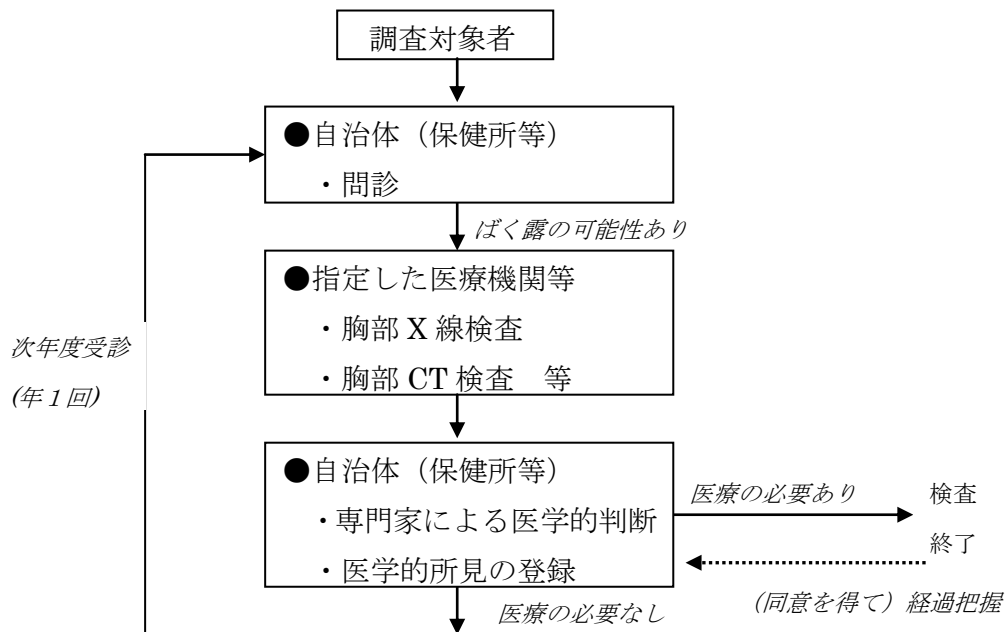 調査対象者
●自治体（保健所等）
・問診
ばく露の可能性あり
●指定した医療機関等
・胸部 X 線検査
・胸部 CT 検査　等
次年度受診
(年１回)
●自治体（保健所等）
・専門家による医学的判断
・医学的所見の登録
医療の必要あり
検査
終了
（同意を得て）経過把握
医療の必要なし